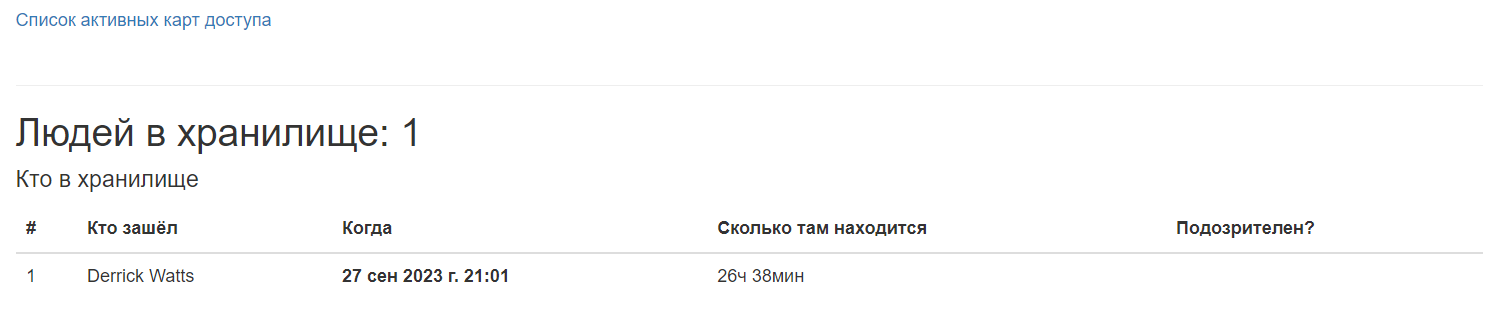 Список активных карт доступа
Людей в хранилище: 1
Кто в хранилище
# Кто зашёл Когда Сколько там находится Подозрителен?
1 Derrick Watts 27 сен 2023 г. 21:01 26ч 38мин